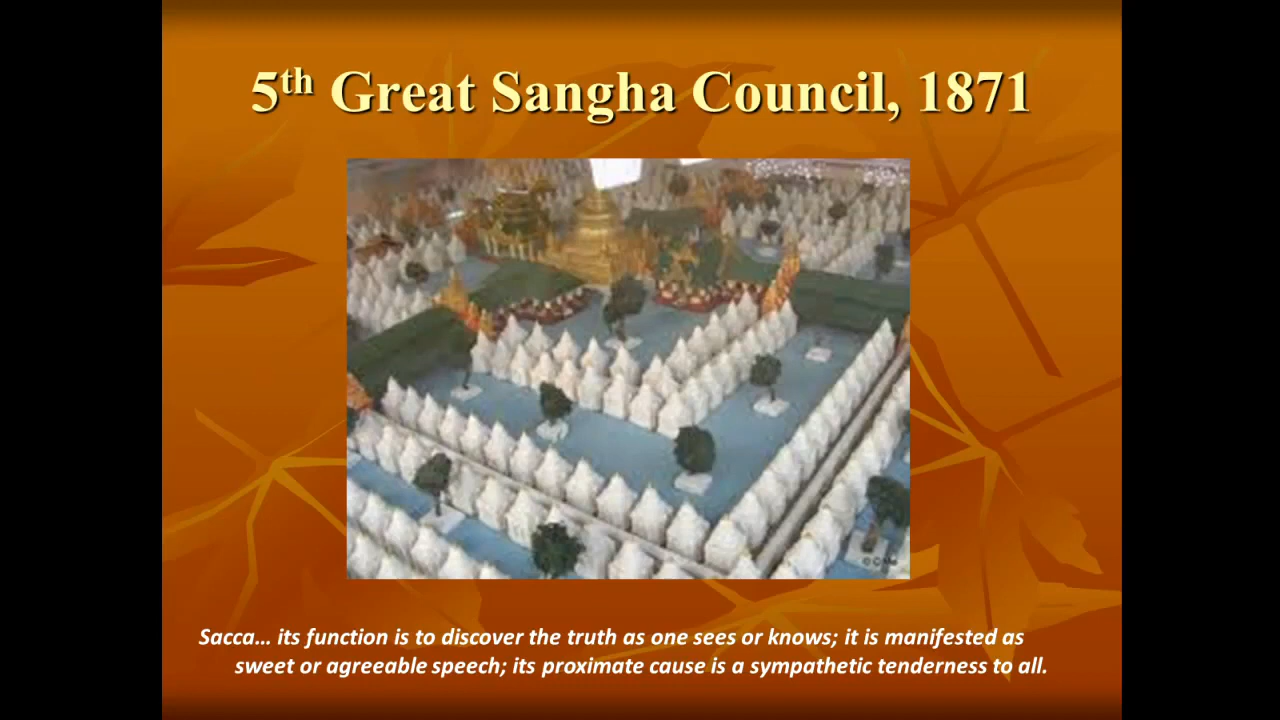 5th Great Sangha Council, 1871
Sacca... its function is to discover the truth as one sees or knows; it is manifested as
sweet or agreeable speech; its proximate cause is a sympathetic tenderness to all.